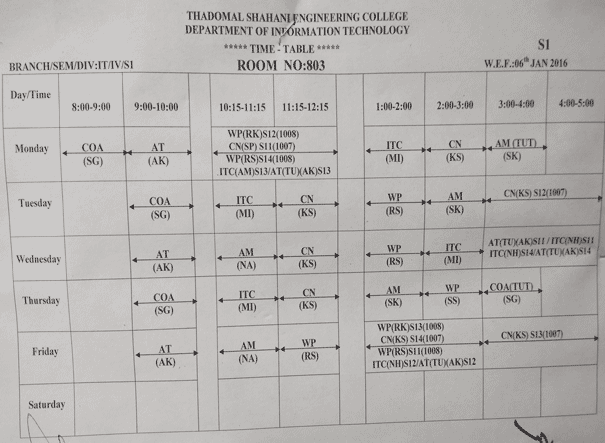 THADOMAL SHAHANI ENGINEERING COLLEGE
DEPARTMENT OF INFORMATION TECHNOLOGY
***** TIME - TABLE *****
S1
BRANCH/SEM/DIV:IT/IV/S1 ROOM NO:803 W.E.F.:06th JAN 2016
Day/Time 8:00-9:00 9:00-10:00 10:15-11:15 11:15-12:15 1:00-2:00 2:00-3:00 3:00-4:00 4:00-5:00
Monday
COA
(SG)
AT
(AK)
WP(RK)S12(1008)
CN(SP) S11(1007)
WP(RS)S14(1008)
ITC(AM)S13/AT(TU)(AK)S13
ITC
(MI)
CN
(KS)
AM (TUT)
(SK)
Tuesday
COA
(SG)
ITC
(MI)
CN
(KS)
WP
(RS)
AM
(SK)
CN(KS) S12(1007)
Wednesday
AT
(AK)
AM
(NA)
CN
(KS)
WP
(RS)
ITC
(MI)
AT(TU)(AK)S11 / ITC(NH)S11
ITC(NH)S14/AT(TU)(AK)S14
Thursday
COA
(SG)
ITC
(MI)
CN
(KS)
AM
(SK)
WP
(SS)
COA(TUT)
(SG)
Friday
AT
(AK)
AM
(NA)
WP
(RS)
WP(RK)S13(1008)
CN(KS) S14(1007)
WP(RS)S11(1008)
ITC(NH)S12/AT(TU)(AK)S12
CN(KS) S13(1007)
Saturday